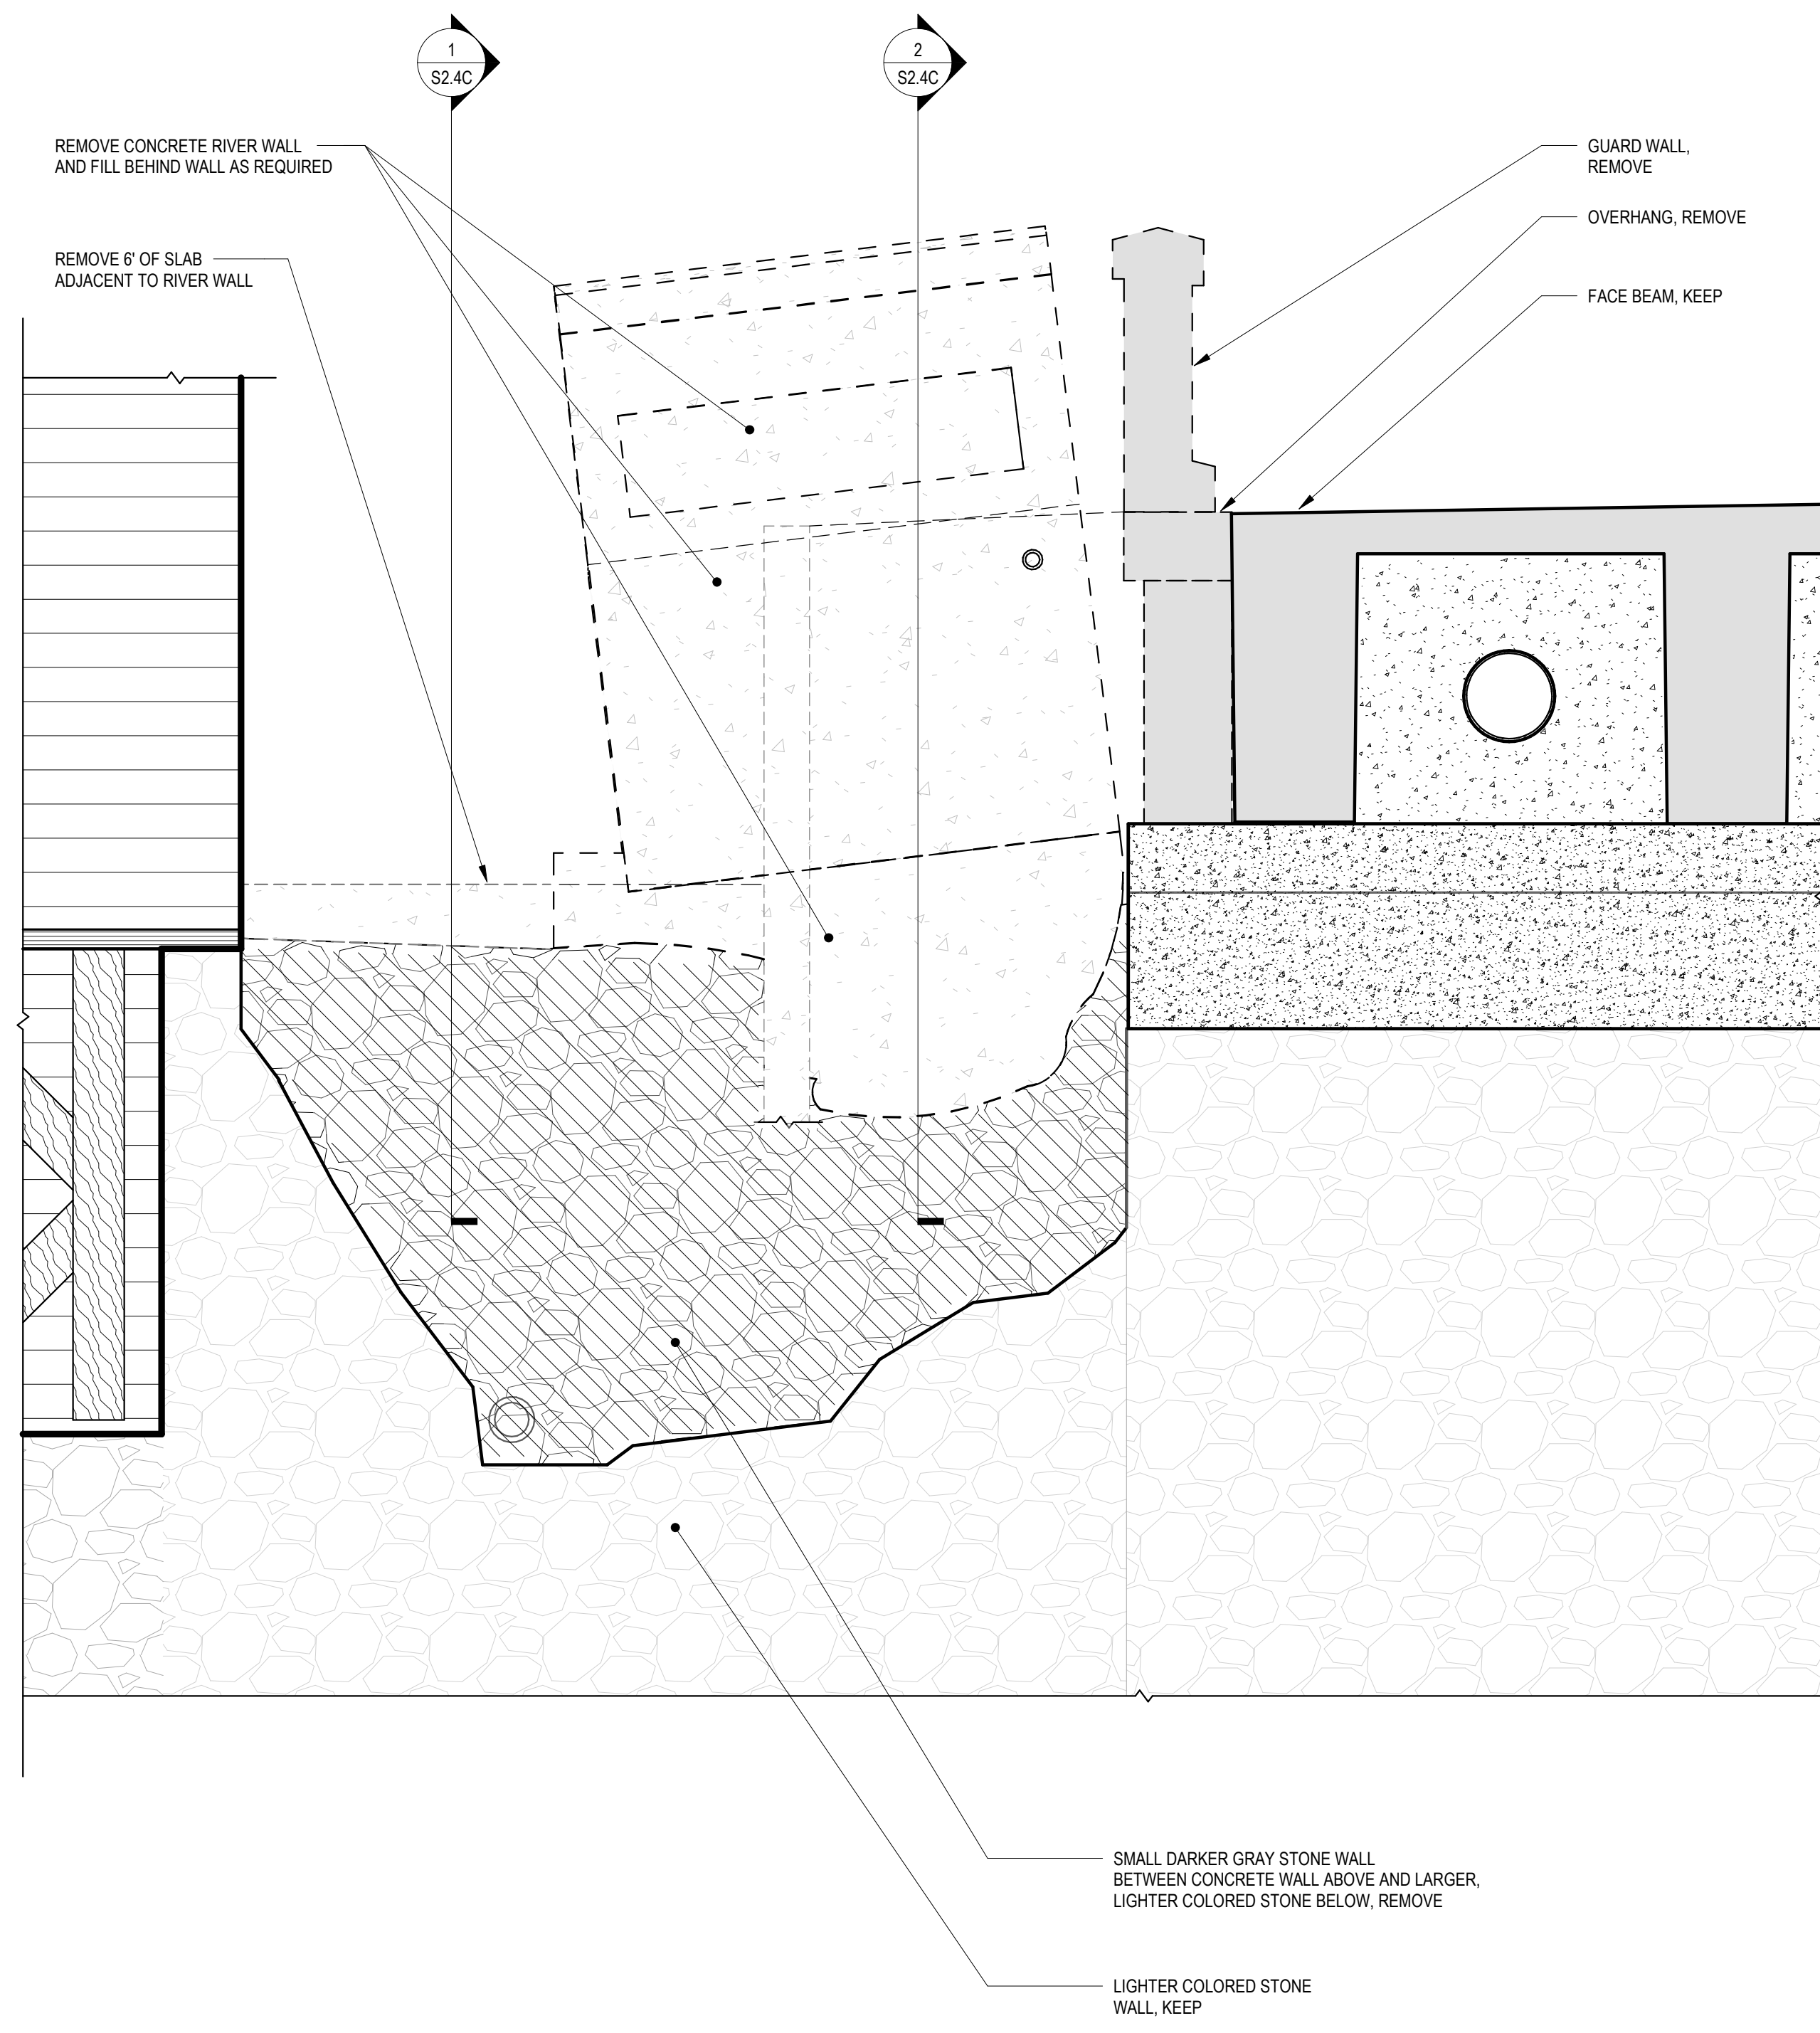 1
S2.4C
2
S2.4C
REMOVE CONCRETE RIVER WALL
AND FILL BEHIND WALL AS REQUIRED
GUARD WALL,
REMOVE
OVERHANG, REMOVE
REMOVE 6' OF SLAB
ADJACENT TO RIVER WALL
FACE BEAM, KEEP
SMALL DARKER GRAY STONE WALL
BETWEEN CONCRETE WALL ABOVE AND LARGER,
LIGHTER COLORED STONE BELOW, REMOVE
LIGHTER COLORED STONE
WALL, KEEP